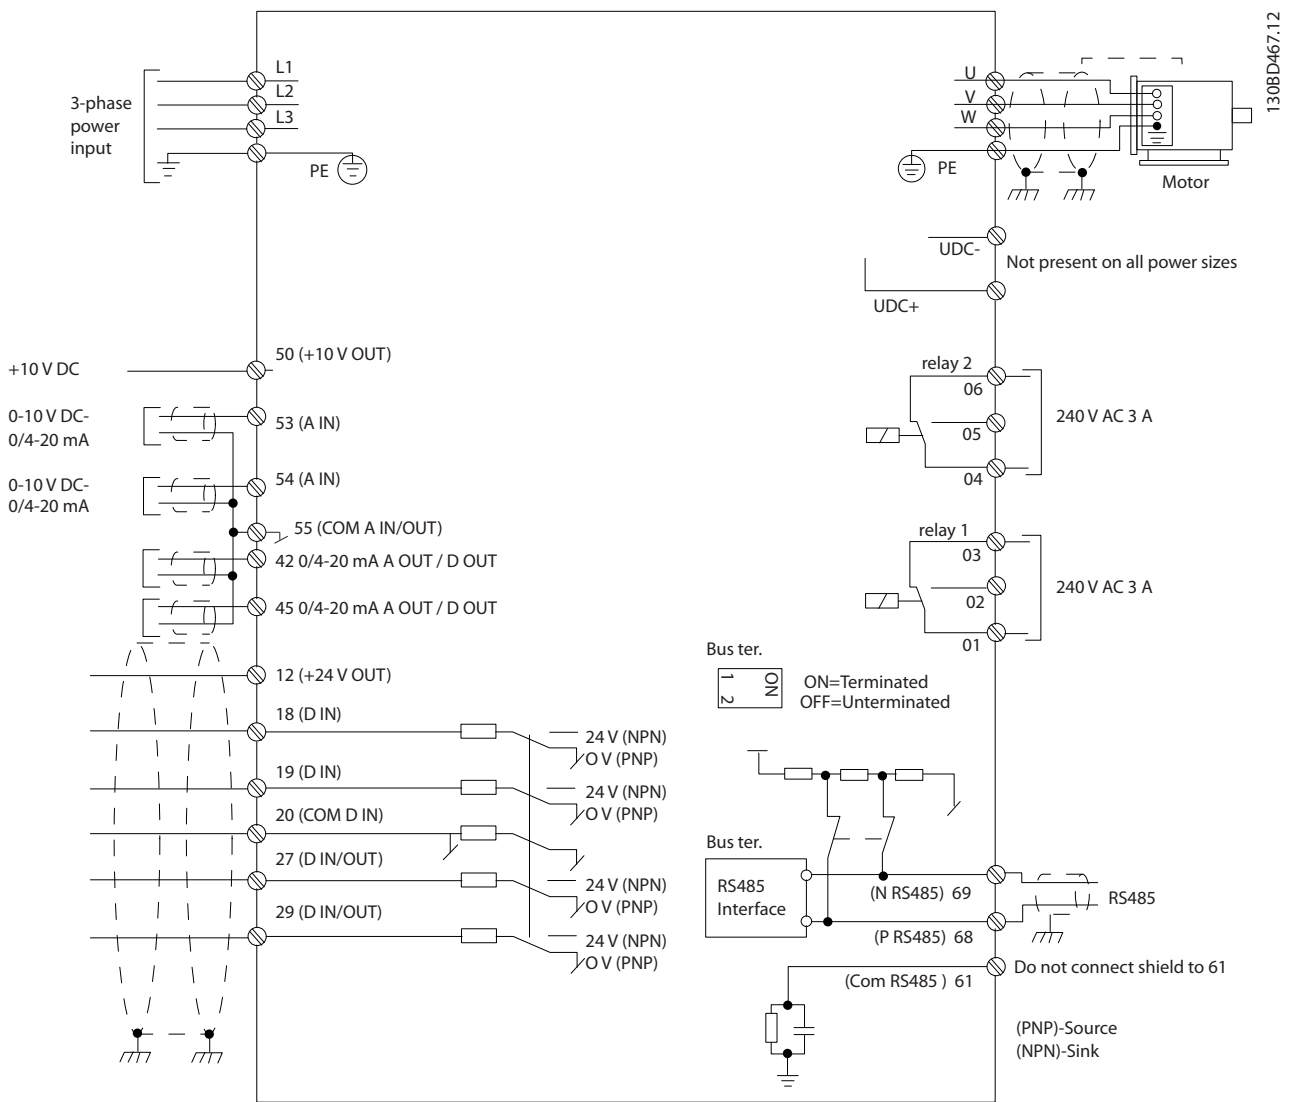 130BD467.12
3-phase
power
input
L1
L2
L3
PE
U
V
W
PE
Motor
UDC-
Not present on all power sizes
UDC+
+10 V DC
50 (+10 V OUT)
0-10 V DC-
0/4-20 mA
53 (A IN)
0-10 V DC-
0/4-20 mA
54 (A IN)
55 (COM A IN/OUT)
42 0/4-20 mA A OUT / D OUT
45 0/4-20 mA A OUT / D OUT
12 (+24 V OUT)
18 (D IN)
24 V (NPN)
O V (PNP)
19 (D IN)
24 V (NPN)
O V (PNP)
20 (COM D IN)
27 (D IN/OUT)
24 V (NPN)
O V (PNP)
29 (D IN/OUT)
24 V (NPN)
O V (PNP)
relay 2
06
05
04
240 V AC 3 A
relay 1
03
02
01
240 V AC 3 A
Bus ter.
1
2
ON
ON=Terminated
OFF=Unterminated
Bus ter.
RS485
Interface
(N RS485) 69
RS485
(P RS485) 68
(Com RS485 ) 61
Do not connect shield to 61
(PNP)-Source
(NPN)-Sink